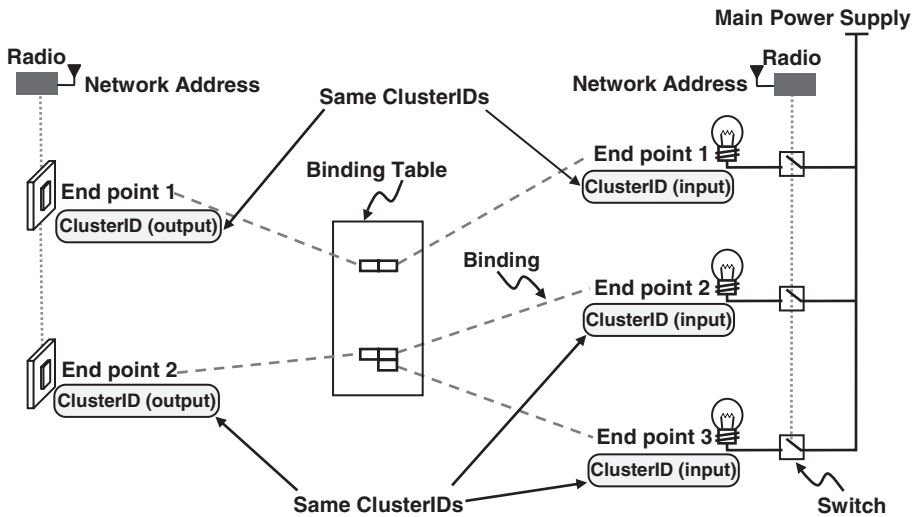 Main Power Supply
Radio
Network Address
Radio
Network Address
Same ClusterIDs
End point 1
ClusterID (output)
Binding Table
End point 1
ClusterID (input)
Binding
End point 2
ClusterID (input)
End point 2
ClusterID (output)
End point 3
ClusterID (input)
Same ClusterIDs
Switch